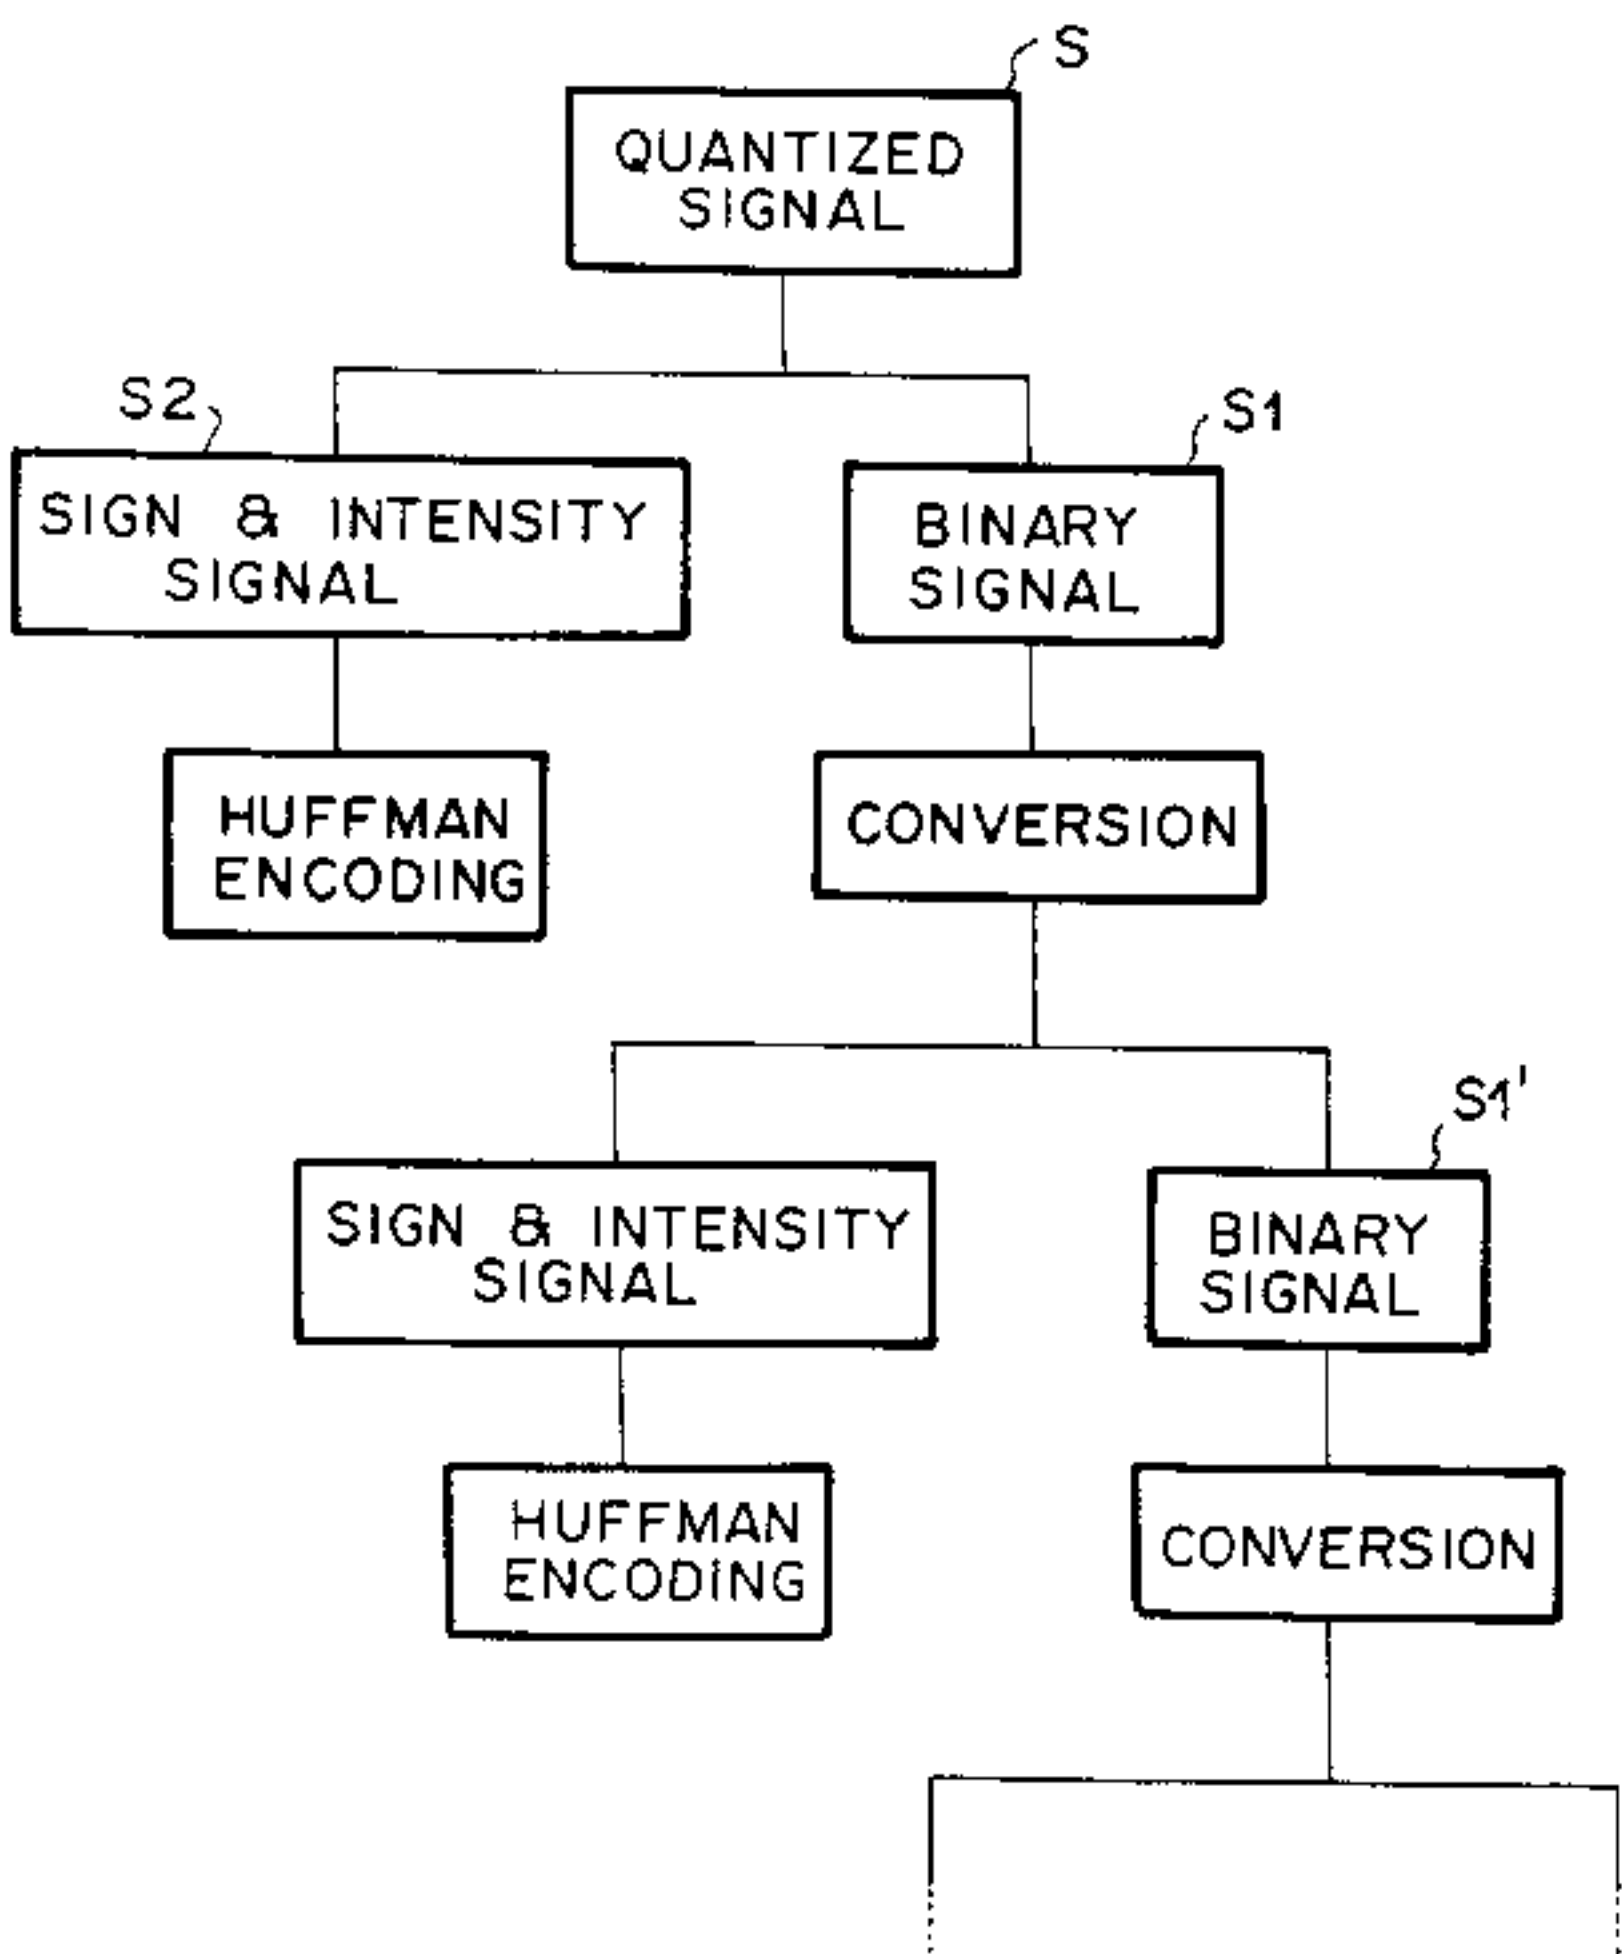 S
QUANTIZED
SIGNAL
S2
S1
SIGN & INTENSITY
SIGNAL
BINARY
SIGNAL
HUFFMAN
ENCODING
CONVERSION
S1'
SIGN & INTENSITY
SIGNAL
BINARY
SIGNAL
HUFFMAN
ENCODING
CONVERSION